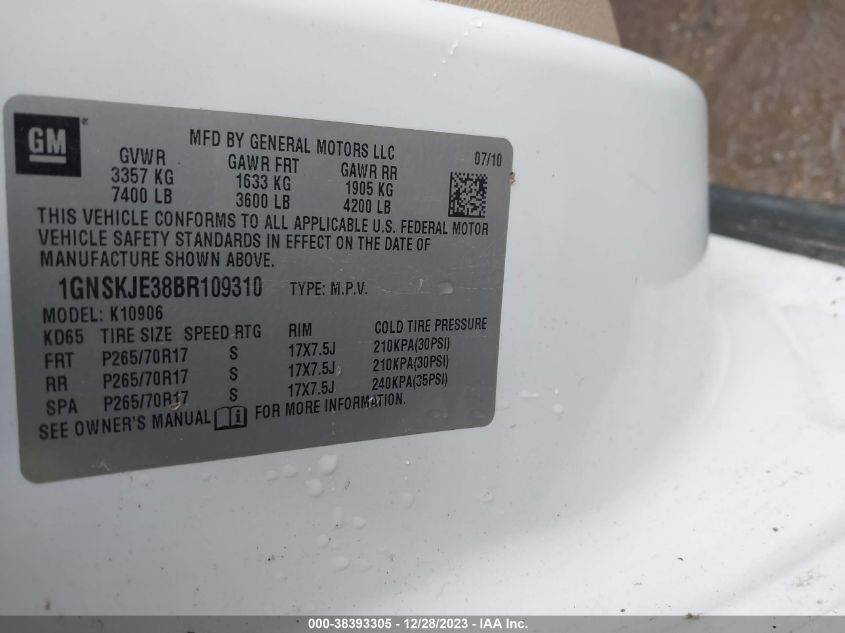 GM
MFD BY GENERAL MOTORS LLC
07/10
GVWR GAWR FRT GAWR RR
3357 KG 1633 KG 1905 KG
7400 LB 3600 LB 4200 LB
THIS VEHICLE CONFORMS TO ALL APPLICABLE U.S. FEDERAL MOTOR
VEHICLE SAFETY STANDARDS IN EFFECT ON THE DATE OF
MANUFACTURE SHOWN ABOVE.
1GNSKJE38BR109310 TYPE: M.P.V.
MODEL: K10906
KD65 TIRE SIZE SPEED RTG RIM COLD TIRE PRESSURE
FRT P265/70R17 S 17X7.5J 210KPA(30PSI)
RR P265/70R17 S 17X7.5J 210KPA(30PSI)
SPA P265/70R17 S 17X7.5J 240KPA(35PSI)
SEE OWNER'S MANUAL i FOR MORE INFORMATION.
000-38393305 - 12/28/2023 - IAA Inc.